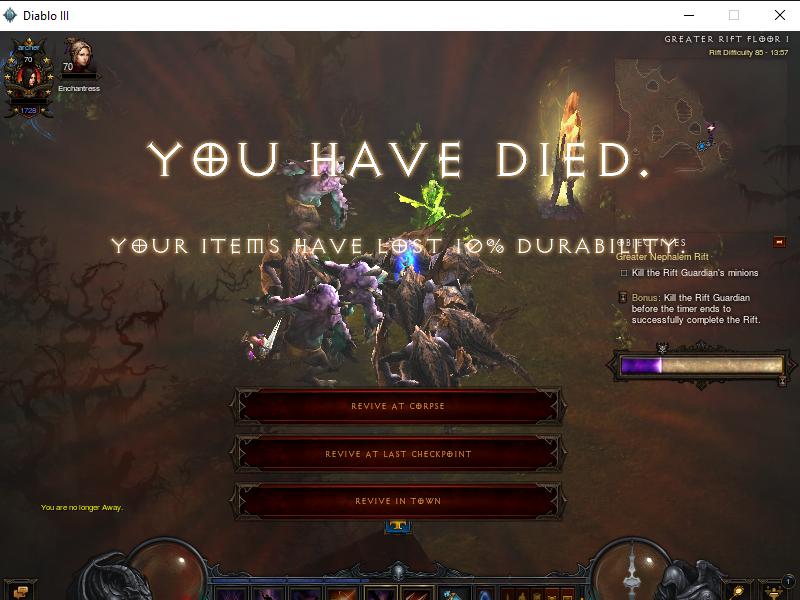 Diablo III
GREATER RIFT FLOOR 1
Rift Difficulty 85 - 13:57
archer
70
70
Enchantress
1728
YOU HAVE DIED.
YOUR ITEMS HAVE LOST 10% DURABILITY.
OBJECTIVES
Greater Nephalem Rift
Kill the Rift Guardian's minions
Bonus: Kill the Rift Guardian
before the timer ends to
successfully complete the Rift.
REVIVE AT CORPSE
REVIVE AT LAST CHECKPOINT
REVIVE IN TOWN
You are no longer Away.
1